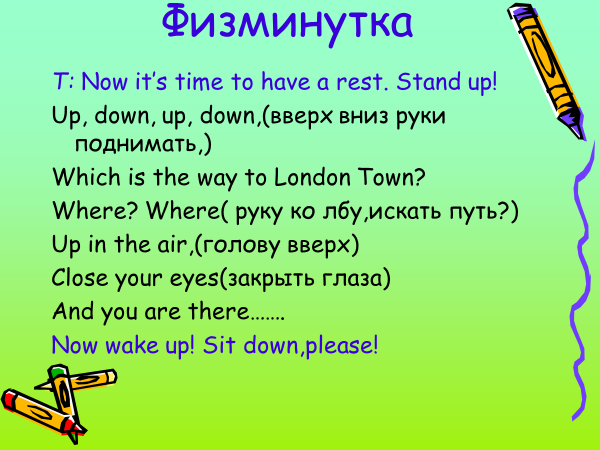 Физминутка
T: Now it’s time to have a rest. Stand up!
Up, down, up, down,(вверх вниз руки
поднимать,)
Which is the way to London Town?
Where? Where( руку ко лбу,искать путь?)
Up in the air,(голову вверх)
Close your eyes(закрыть глаза)
And you are there…….
Now wake up! Sit down,please!